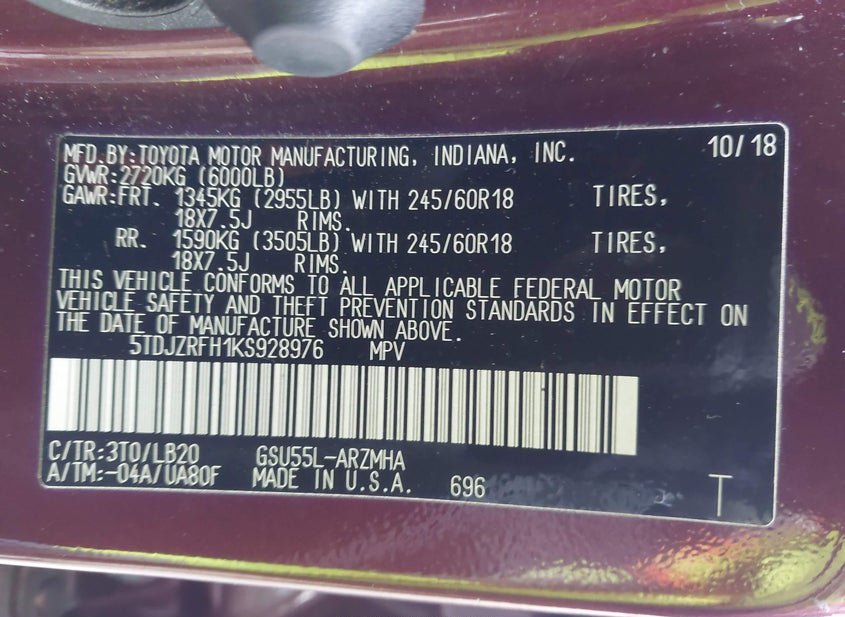 MFD.BY:TOYOTA MOTOR MANUFACTURING, INDIANA, INC. 10/18
GVWR:2720KG (6000LB)
GAWR:FRT. 1345KG (2955LB) WITH 245/60R18 TIRES,
18X7.5J RIMS.
RR. 1590KG (3505LB) WITH 245/60R18 TIRES,
18X7.5J RIMS.
THIS VEHICLE CONFORMS TO ALL APPLICABLE FEDERAL MOTOR
VEHICLE SAFETY AND THEFT PREVENTION STANDARDS IN EFFECT ON
THE DATE OF MANUFACTURE SHOWN ABOVE.
5TDJZRFH1KS928976 MPV
C/TR:3T0/LB20 GSU55L-ARZMHA
A/TM:-04A/UA80F MADE IN U.S.A. 696 T